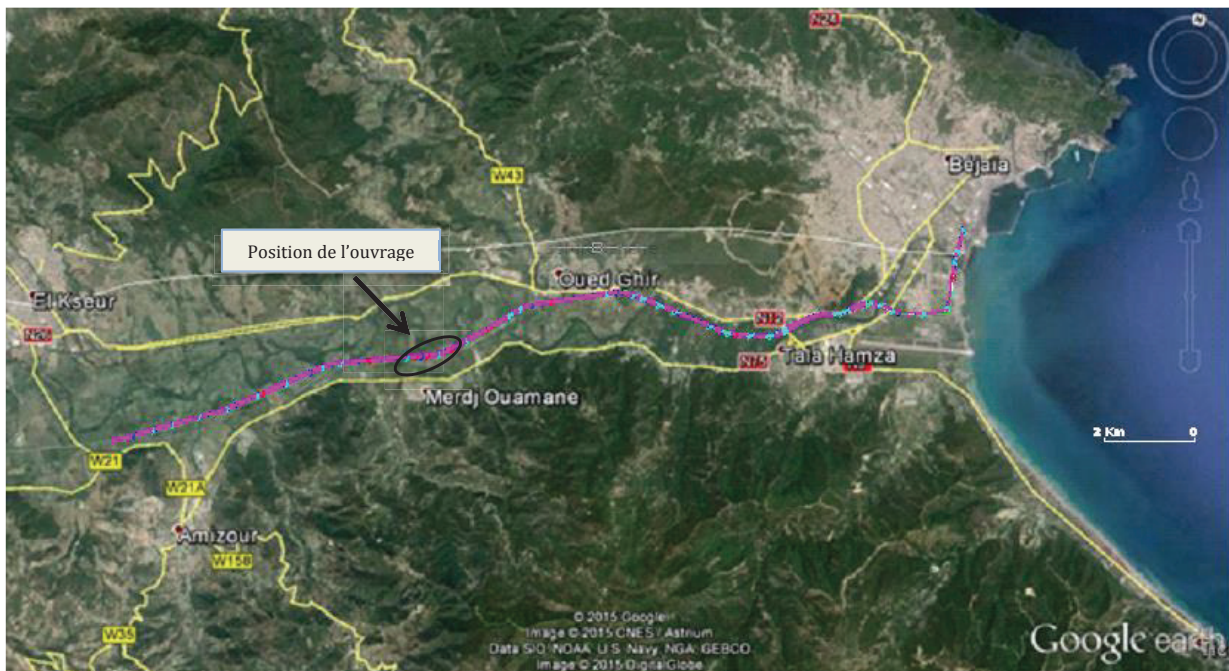 N24
N
Bejaia
W43
Position de l'ouvrage
Oued Ghir
El Kseur
N26
N12
N75
Tala Hamza
Merdj Ouamane
2 Km 0
W21
W21A
Amizour
W15B
W35
© 2015 Google
Image © 2015 CNES / Astrium
Data SIO, NOAA, U.S. Navy, NGA, GEBCO
Image © 2015 DigitalGlobe
Google earth